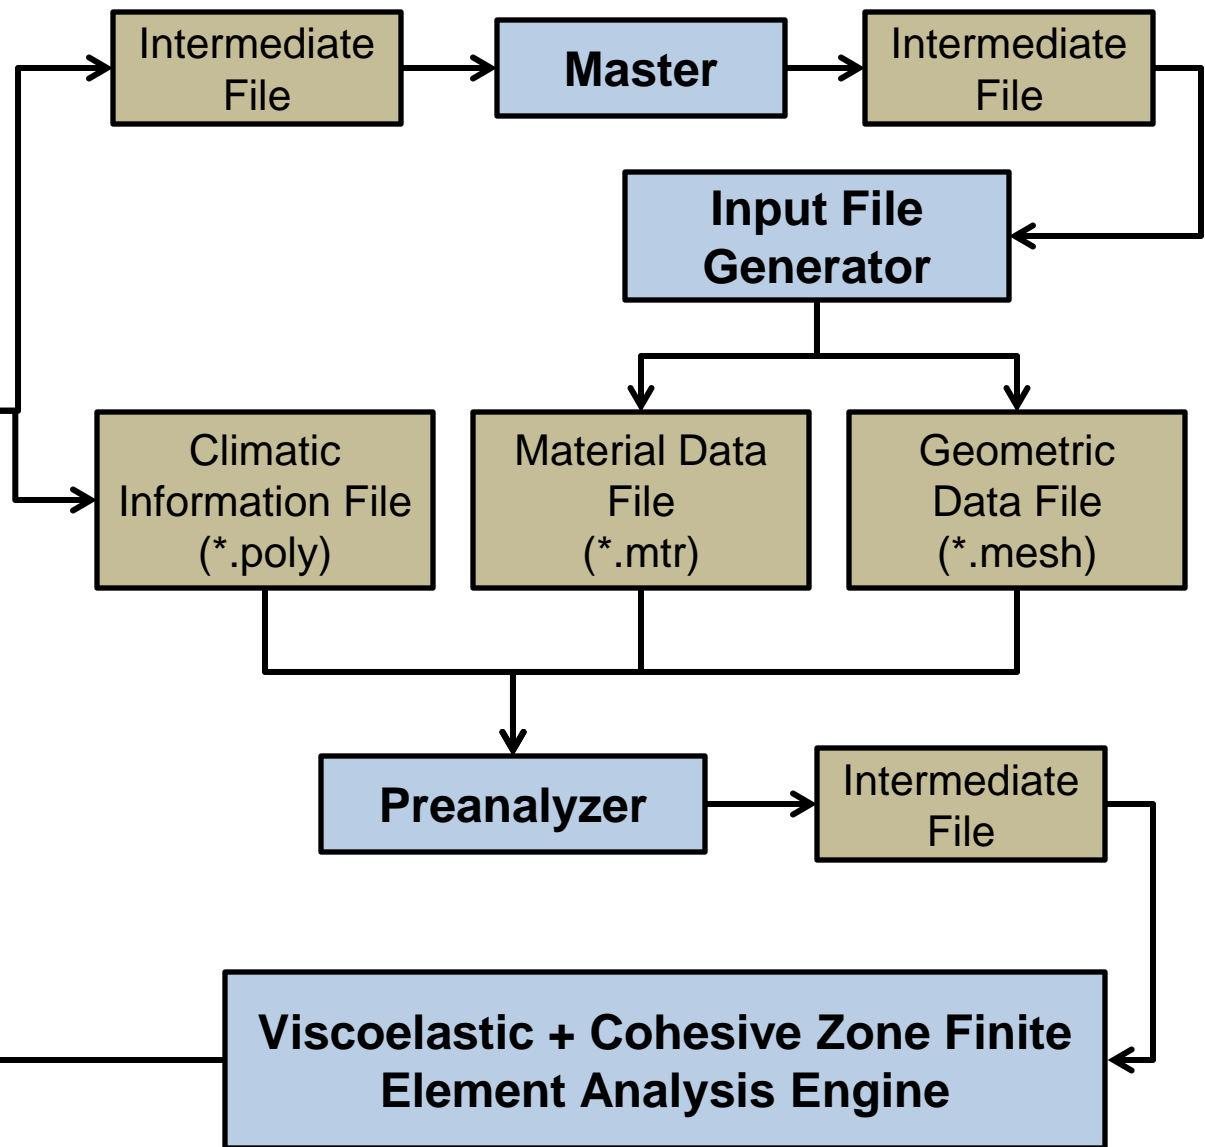 Intermediate
File
Master
Intermediate
File
Input File
Generator
Climatic
Information File
(*.poly)
Material Data
File
(*.mtr)
Geometric
Data File
(*.mesh)
Preanalyzer
Intermediate
File
Viscoelastic + Cohesive Zone Finite
Element Analysis Engine